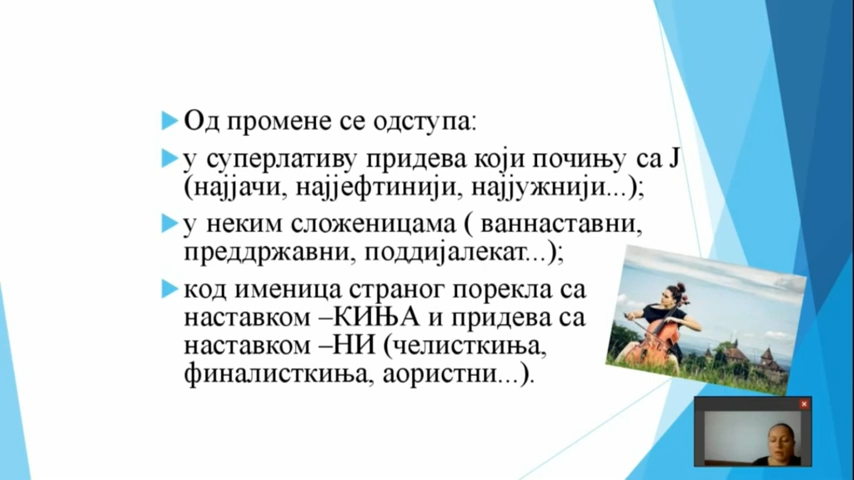 Од промене се одступа:
у суперлативу придева који почињу са Ј
(најјачи, најјефтинији, најјужнији...);
у неким сложеницама ( ваннаставни,
преддржавни, поддијалекат...);
код именица страног порекла са
наставком –КИЊА и придева са
наставком –НИ (челисткиња,
финалисткиња, аористни...).